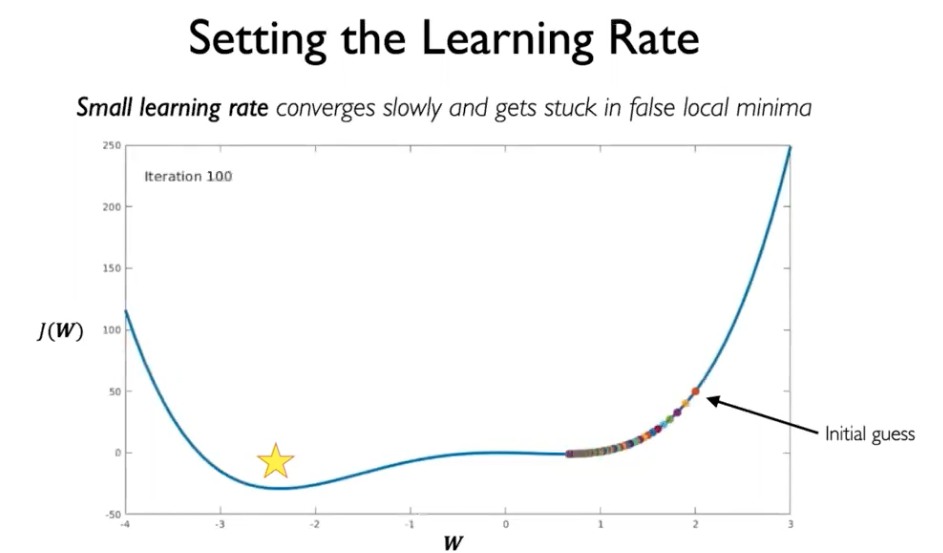 Setting the Learning Rate
Small learning rate converges slowly and gets stuck in false local minima
250
Iteration 100
200
150
J(W)
100
50
Initial guess
0
-50
-4 -3 -2 -1 0 1 2 3
W